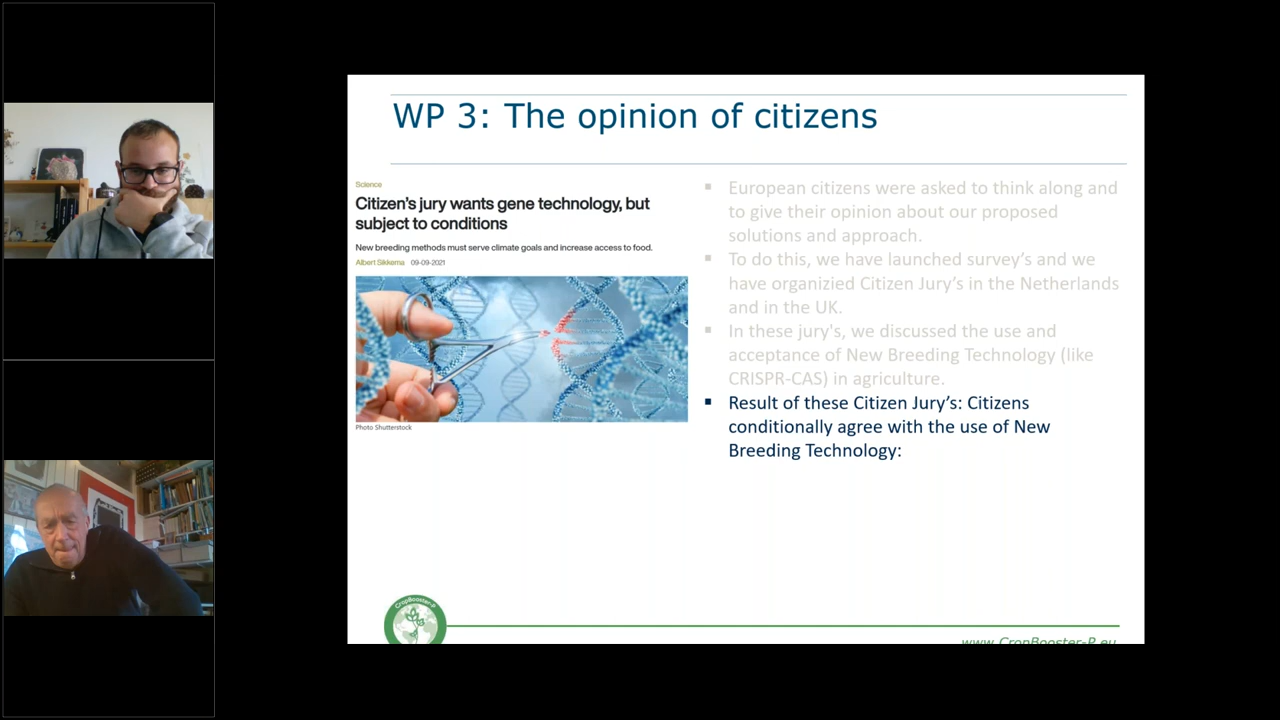 WP 3: The opinion of citizens
Science
Citizen's jury wants gene technology, but
subject to conditions
New breeding methods must serve climate goals and increase access to food.
Albert Sikkema 09-09-2021
Photo Shutterstock
▪ European citizens were asked to think along and
to give their opinion about our proposed
solutions and approach.
▪ To do this, we have launched survey's and we
have organizied Citizen Jury's in the Netherlands
and in the UK.
▪ In these jury's, we discussed the use and
acceptance of New Breeding Technology (like
CRISPR-CAS) in agriculture.
▪ Result of these Citizen Jury’s: Citizens
conditionally agree with the use of New
Breeding Technology:
CropBooster-P
www.CropBooster-P.eu